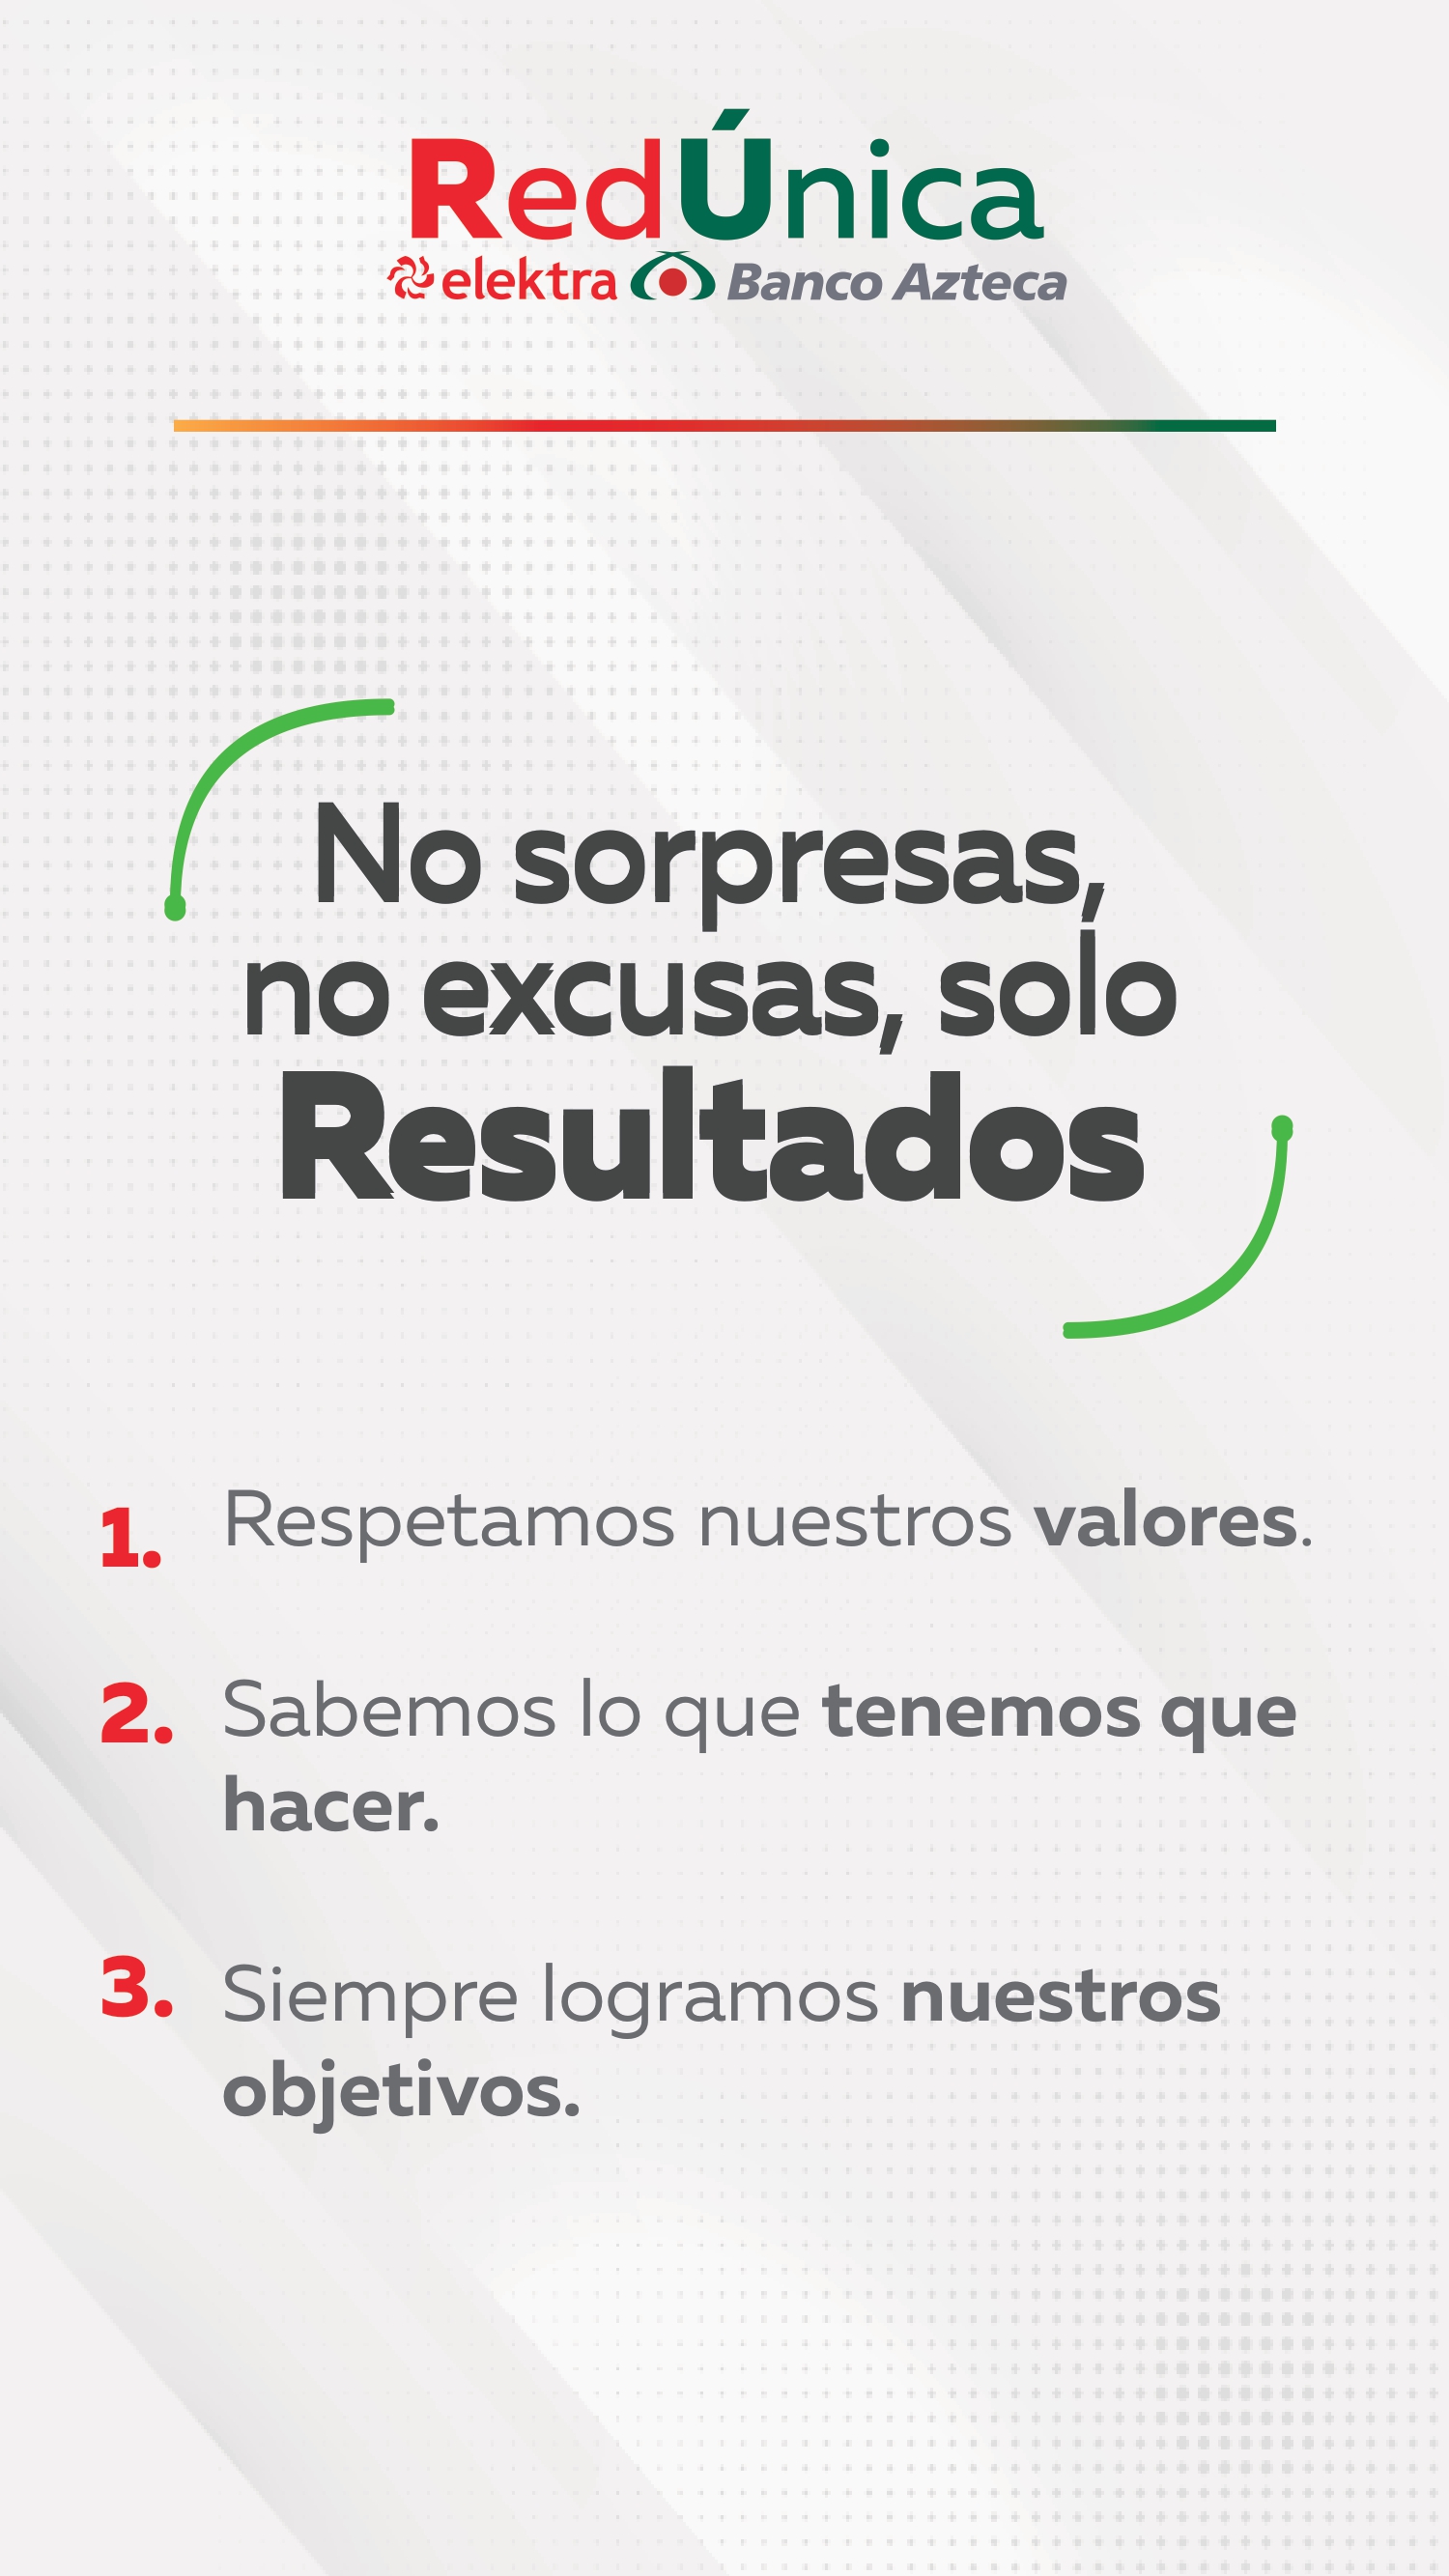 RedÚnica
elektra Banco Azteca
No sorpresas,
no excusas, solo
Resultados
1. Respetamos nuestros valores.
2. Sabemos lo que tenemos que
hacer.
3. Siempre logramos nuestros
objetivos.